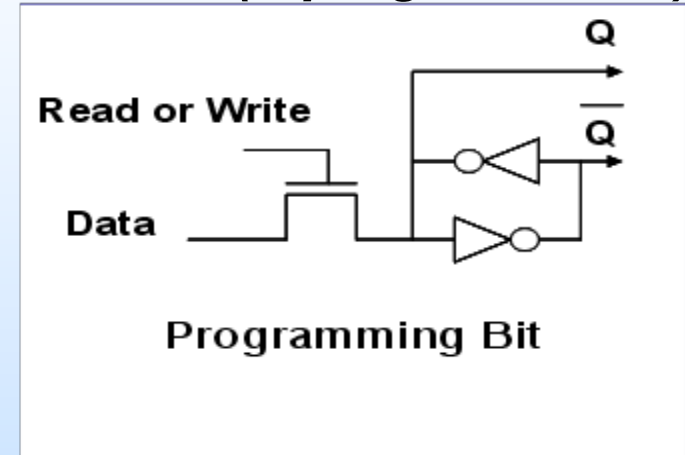 Q
Read or Write
Q̅
Data
Programming Bit